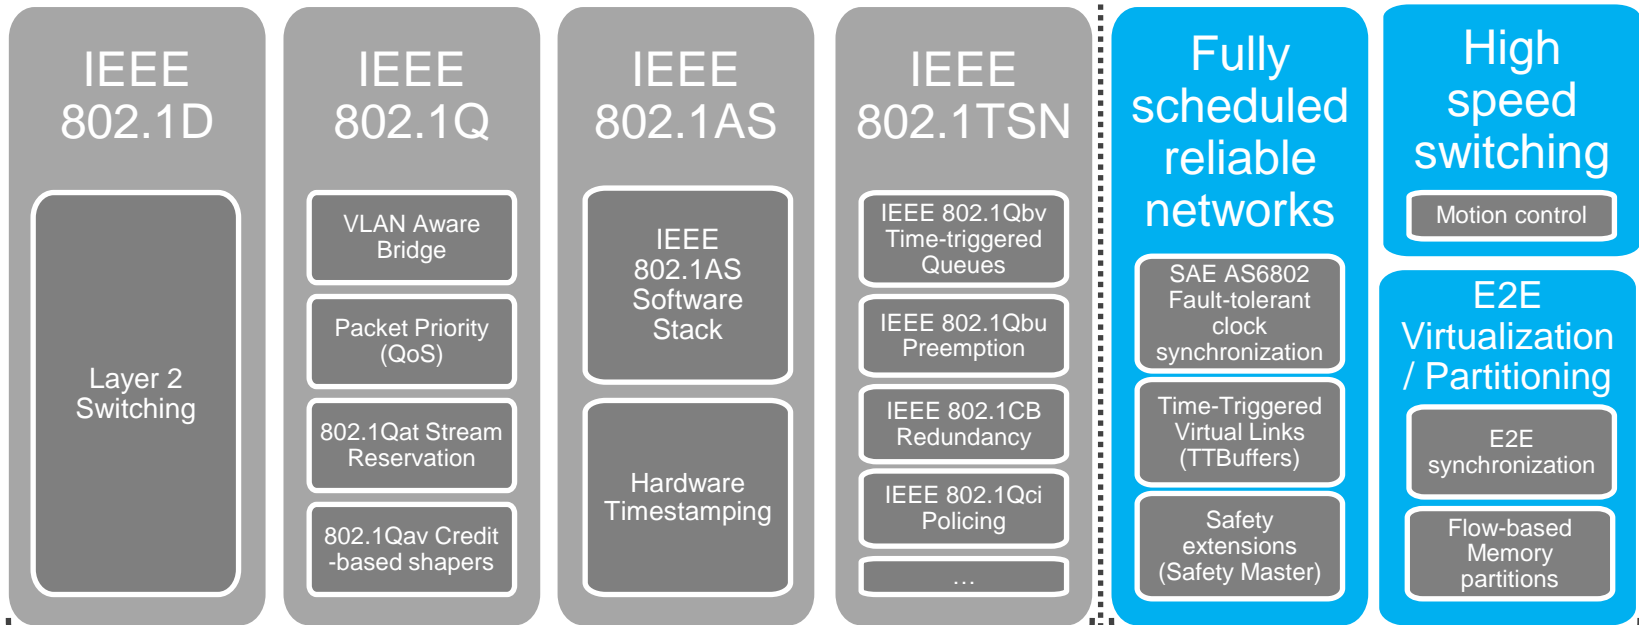 IEEE
802.1D
Layer 2
Switching
IEEE
802.1Q
VLAN Aware
Bridge
Packet Priority
(QoS)
802.1Qat Stream
Reservation
802.1Qav Credit
-based shapers
IEEE
802.1AS
IEEE
802.1AS
Software
Stack
Hardware
Timestamping
IEEE
802.1TSN
IEEE 802.1Qbv
Time-triggered
Queues
IEEE 802.1Qbu
Preemption
IEEE 802.1CB
Redundancy
IEEE 802.1Qci
Policing
…
Fully
scheduled
reliable
networks
SAE AS6802
Fault-tolerant
clock
synchronization
Time-Triggered
Virtual Links
(TTBuffers)
Safety
extensions
(Safety Master)
High
speed
switching
Motion control
E2E
Virtualization
/ Partitioning
E2E
synchronization
Flow-based
Memory
partitions